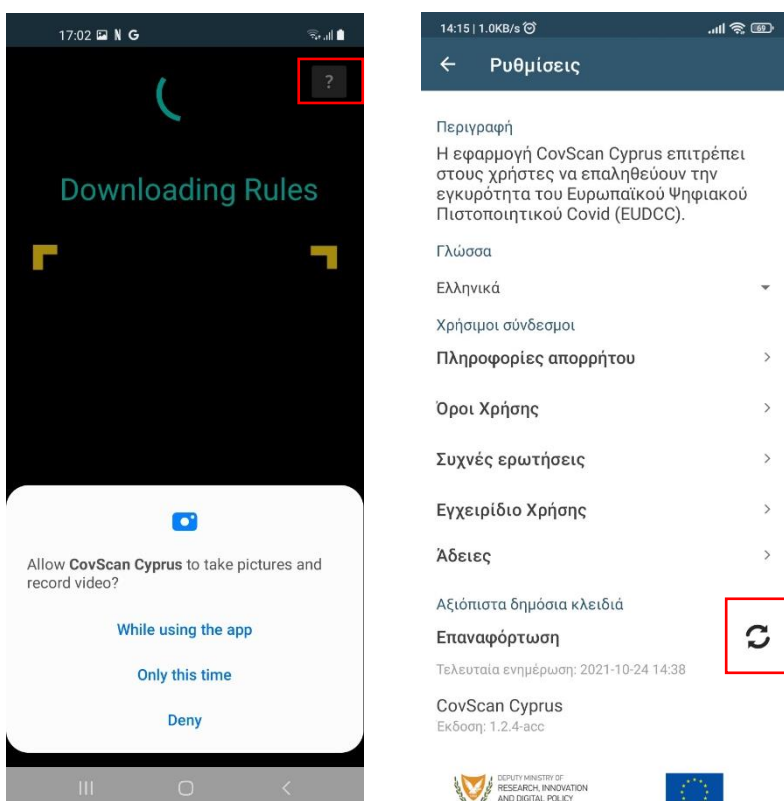 17:02 N G
?
Downloading Rules
Allow CovScan Cyprus to take pictures and
record video?
While using the app
Only this time
Deny
14:15 | 1.0KB/s 69
Ρυθμίσεις
Περιγραφή
Η εφαρμογή CovScan Cyprus επιτρέπει
στους χρήστες να επαληθεύουν την
εγκυρότητα του Ευρωπαϊκού Ψηφιακού
Πιστοποιητικού Covid (EUDCC).
Γλώσσα
Ελληνικά
Χρήσιμοι σύνδεσμοι
Πληροφορίες απορρήτου
Όροι Χρήσης
Συχνές ερωτήσεις
Εγχειρίδιο Χρήσης
Άδειες
Αξιόπιστα δημόσια κλειδιά
Επαναφόρτωση
Τελευταία ενημέρωση: 2021-10-24 14:38
CovScan Cyprus
Εκδοση: 1.2.4-acc
DEPUTY MINISTRY OF
RESEARCH, INNOVATION
AND DIGITAL POLICY